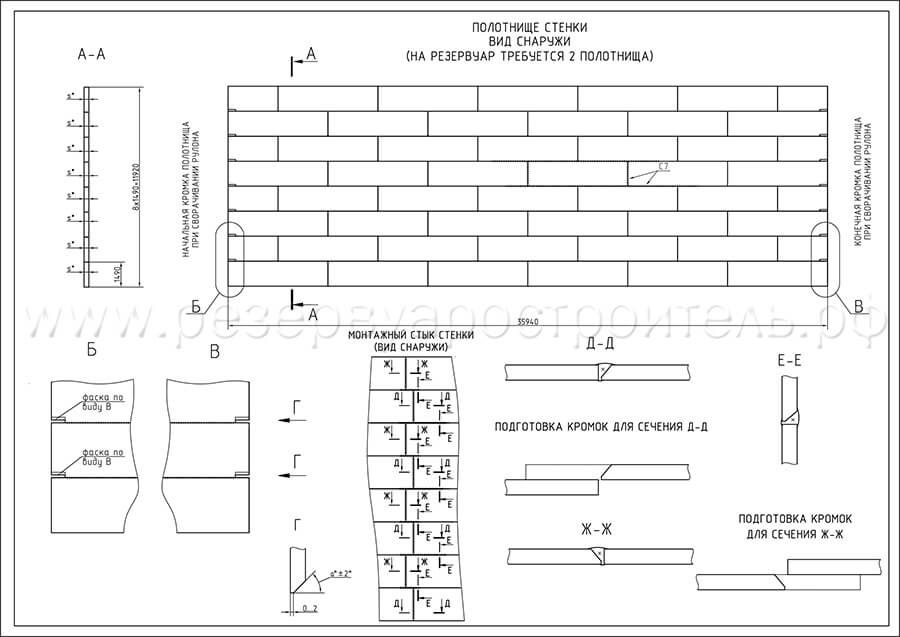 ПОЛОТНИЩЕ СТЕНКИ
ВИД СНАРУЖИ
(НА РЕЗЕРВУАР ТРЕБУЕТСЯ 2 ПОЛОТНИЩА)
А-А
А
s*
s*
s*
s*
s*
s*
s*
s*
8х1490=11920
1490
НАЧАЛЬНАЯ КРОМКА ПОЛОТНИЩА
ПРИ СВОРАЧИВАНИИ РУЛОНА
С7
КОНЕЧНАЯ КРОМКА ПОЛОТНИЩА
ПРИ СВОРАЧИВАНИИ РУЛОНА
Б
А
В
35940
www.резервуаростроитель.рф
Б
В
фаска по
виду В
фаска по
виду В
Г
Г
Г
α*±2°
0...2
МОНТАЖНЫЙ СТЫК СТЕНКИ
(ВИД СНАРУЖИ)
Ж Ж Е Е
Д Е Е Д
Ж Ж Е Е
Д Е Е Д
Ж Ж Е Е
Д Е Е Д
Ж Ж Е Е
Д Е Д
Д-Д
Е-Е
ПОДГОТОВКА КРОМОК ДЛЯ СЕЧЕНИЯ Д-Д
Ж-Ж
ПОДГОТОВКА КРОМОК
ДЛЯ СЕЧЕНИЯ Ж-Ж